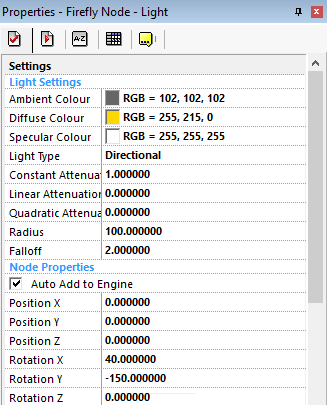 Properties - Firefly Node - Light
A-Z
Settings
Light Settings
Ambient Colour RGB = 102, 102, 102
Diffuse Colour RGB = 255, 215, 0
Specular Colour RGB = 255, 255, 255
Light Type Directional
Constant Attenuat 1.000000
Linear Attenuation 0.000000
Quadratic Attenua 0.000000
Radius 100.000000
Falloff 2.000000
Node Properties
Auto Add to Engine
Position X 0.000000
Position Y 0.000000
Position Z 0.000000
Rotation X 40.000000
Rotation Y -150.000000
Rotation Z 0.000000